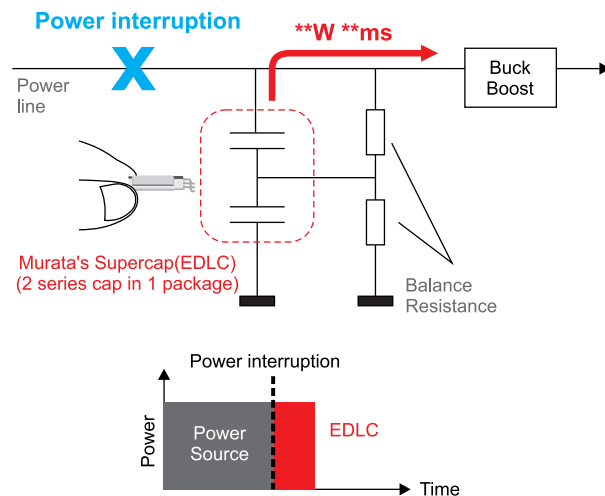 Power interruption
**W **ms
Power
line
Buck
Boost
Murata's Supercap(EDLC)
(2 series cap in 1 package)
Balance
Resistance
Power interruption
Power
Power
Source
EDLC
Time